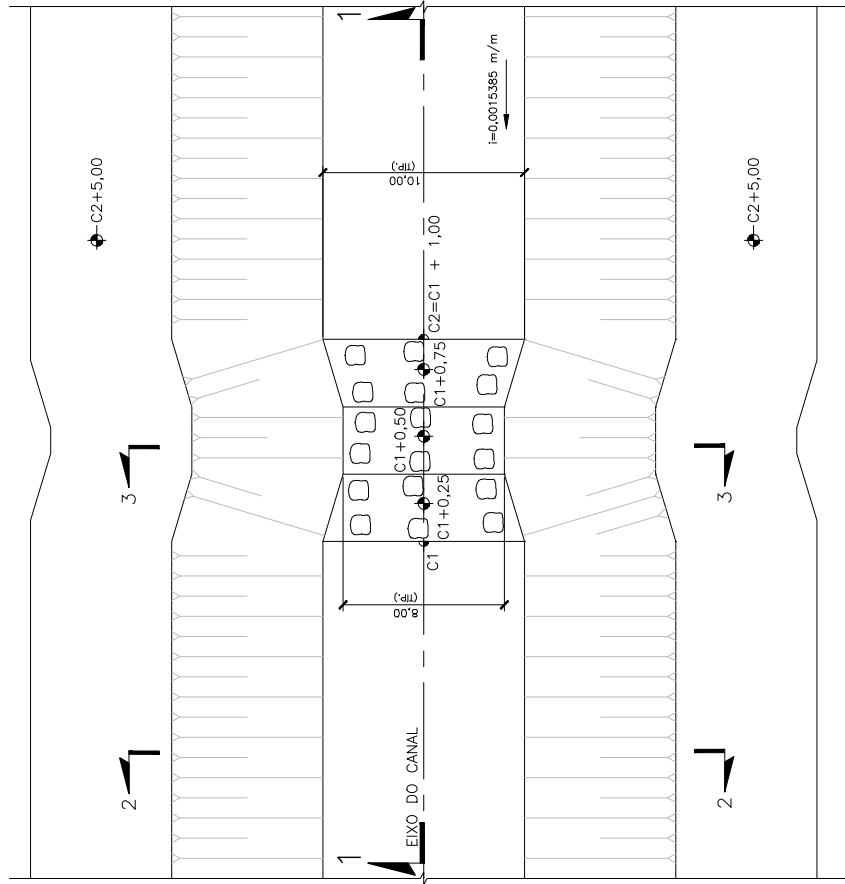 1
1
C2+5,00
C2+5,00
i=0,0015385 m/m
10,00
(TIP.)
C2=C1 + 1,00
C1+0,75
C1+0,50
C1+0,25
C1
3
3
8,00
(TIP.)
EIXO DO CANAL
2
2